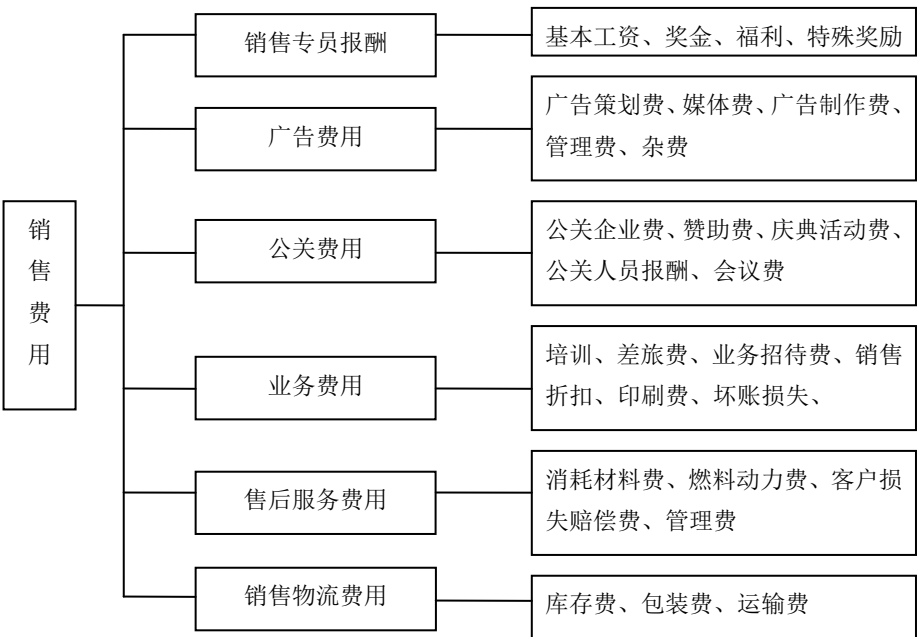 销售费用
销售专员报酬
基本工资、奖金、福利、特殊奖励
广告费用
广告策划费、媒体费、广告制作费、
管理费、杂费
公关费用
公关企业费、赞助费、庆典活动费、
公关人员报酬、会议费
业务费用
培训、差旅费、业务招待费、销售
折扣、印刷费、坏账损失、
售后服务费用
消耗材料费、燃料动力费、客户损
失赔偿费、管理费
销售物流费用
库存费、包装费、运输费